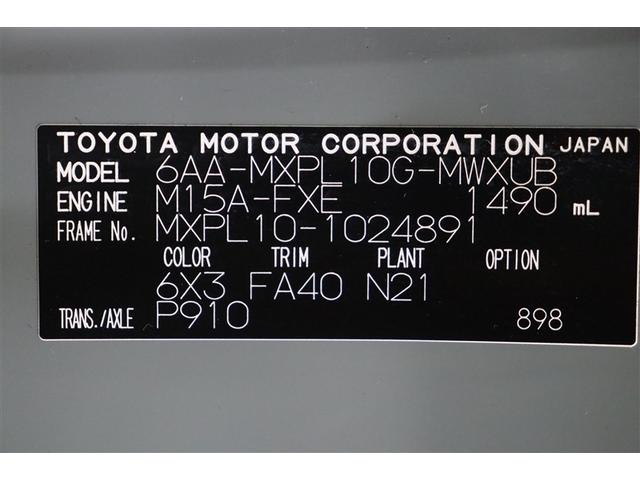 TOYOTA MOTOR CORPORATION JAPAN
MODEL 6AA-MXPL10G-MWXUB
ENGINE M15A-FXE 1490 mL
FRAME No. MXPL10-1024891
COLOR TRIM PLANT OPTION
6X3 FA40 N21
TRANS./AXLE P910 898